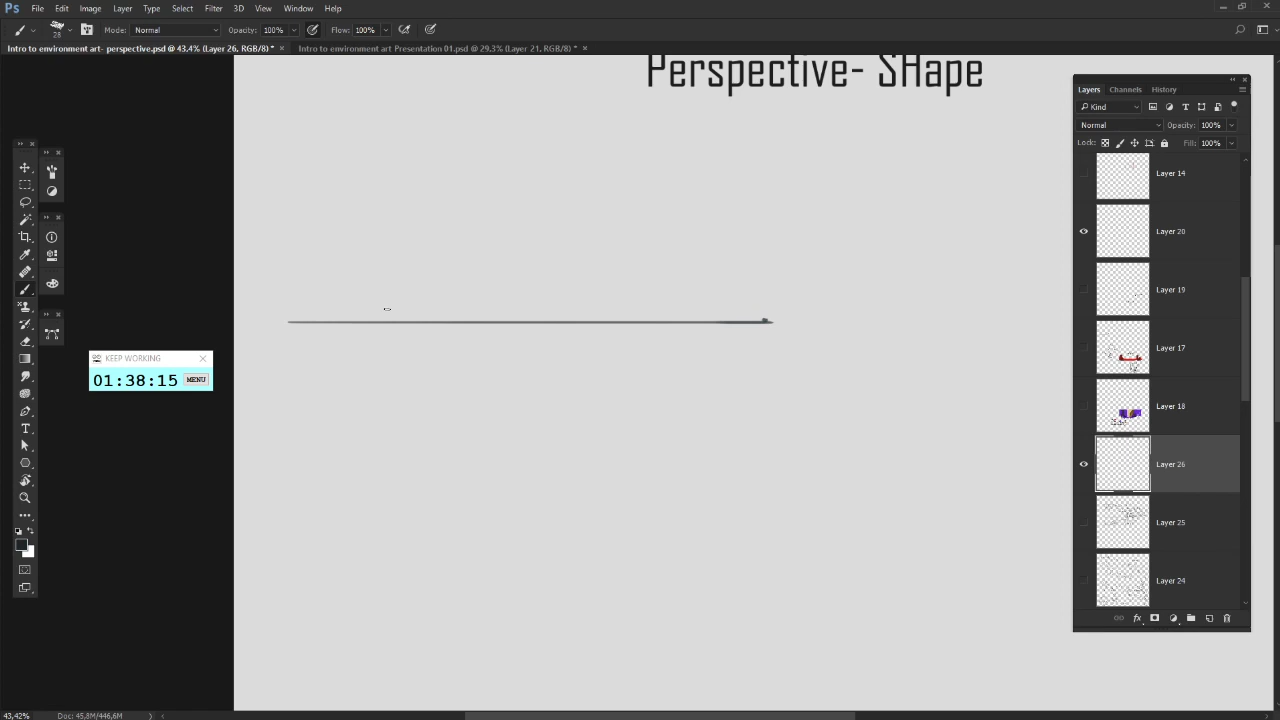 Ps File Edit Image Layer Type Select Filter 3D View Window Help
28 Mode: Normal Opacity: 100% Flow: 100%
Intro to environment art- perspective.psd @ 43,4% (Layer 26, RGB/8) * × Intro to environment art Presentation 01.psd @ 29,3% (Layer 21, RGB/8) * ×
Perspective- SHape
Layers Channels History
Kind
Normal Opacity: 100%
Lock: Fill: 100%
Layer 14
Layer 20
Layer 19
Layer 17
Layer 18
Layer 26
Layer 25
Layer 24
KEEP WORKING
01:38:15 MENU
fx
43,42% Doc: 45,8M/446,6M